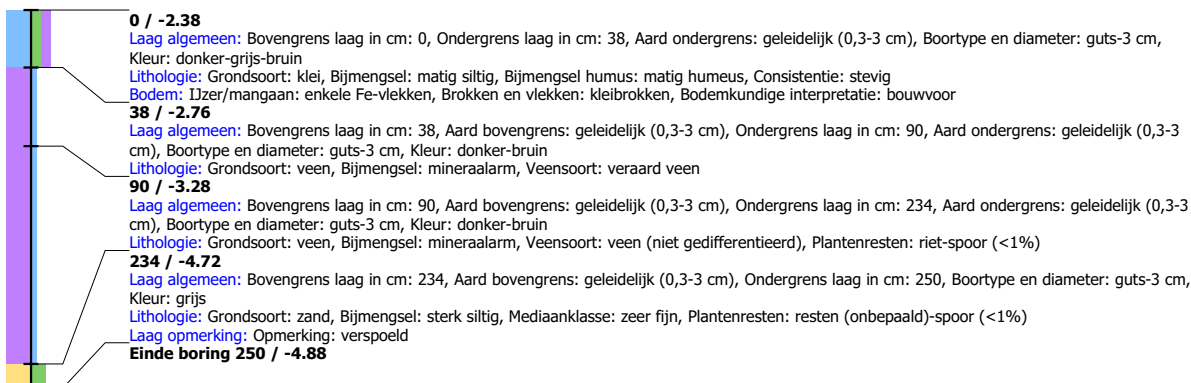 0 / -2.38
Laag algemeen: Bovengrens laag in cm: 0, Ondergrens laag in cm: 38, Aard ondergrens: geleidelijk (0,3-3 cm), Boortype en diameter: guts-3 cm,
Kleur: donker-grijs-bruin
Lithologie: Grondsoort: klei, Bijmengsel: matig siltig, Bijmengsel humus: matig humeus, Consistentie: stevig
Bodem: IJzer/mangaan: enkele Fe-vlekken, Brokken en vlekken: kleibrokken, Bodemkundige interpretatie: bouwvoor
38 / -2.76
Laag algemeen: Bovengrens laag in cm: 38, Aard bovengrens: geleidelijk (0,3-3 cm), Ondergrens laag in cm: 90, Aard ondergrens: geleidelijk (0,3-3
cm), Boortype en diameter: guts-3 cm, Kleur: donker-bruin
Lithologie: Grondsoort: veen, Bijmengsel: mineraalarm, Veensoort: veraard veen
90 / -3.28
Laag algemeen: Bovengrens laag in cm: 90, Aard bovengrens: geleidelijk (0,3-3 cm), Ondergrens laag in cm: 234, Aard ondergrens: geleidelijk (0,3-3
cm), Boortype en diameter: guts-3 cm, Kleur: donker-bruin
Lithologie: Grondsoort: veen, Bijmengsel: mineraalarm, Veensoort: veen (niet gedifferentieerd), Plantenresten: riet-spoor (<1%)
234 / -4.72
Laag algemeen: Bovengrens laag in cm: 234, Aard bovengrens: geleidelijk (0,3-3 cm), Ondergrens laag in cm: 250, Boortype en diameter: guts-3 cm,
Kleur: grijs
Lithologie: Grondsoort: zand, Bijmengsel: sterk siltig, Mediaanklasse: zeer fijn, Plantenresten: resten (onbepaald)-spoor (<1%)
Laag opmerking: Opmerking: verspoeld
Einde boring 250 / -4.88